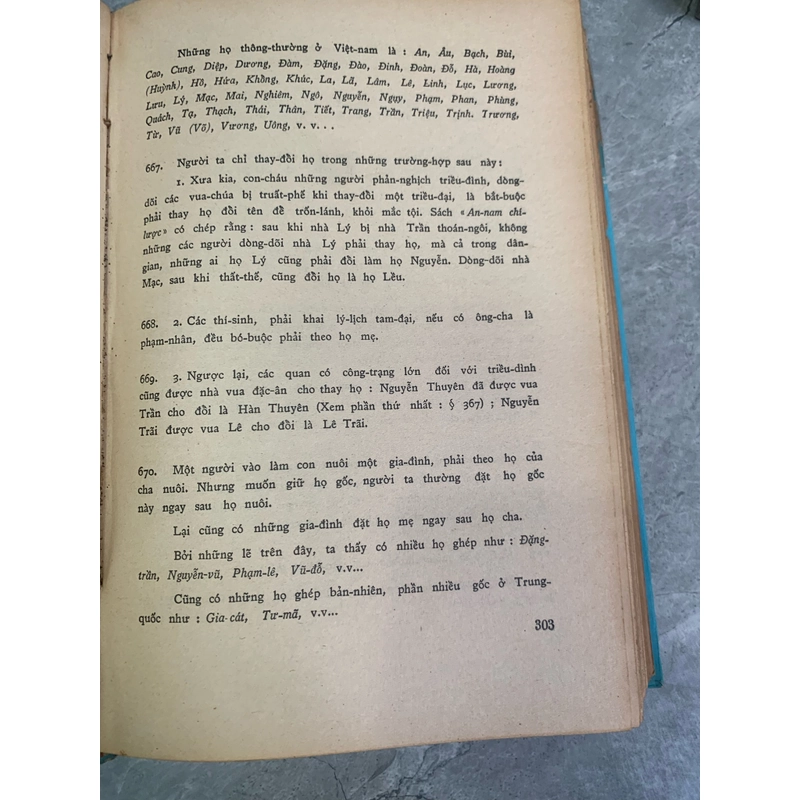 Những họ thông-thường ở Việt-nam là : An, Âu, Bạch, Bùi,
Cao, Cung, Diệp, Dương, Đàm, Đặng, Đào, Đinh, Đoàn, Đỗ, Hà, Hoàng
(Huỳnh), Hồ, Hứa, Khổng, Khúc, La, Lã, Lâm, Lê, Linh, Lục, Lương,
Lưu, Lý, Mạc, Mai, Nghiêm, Ngô, Nguyễn, Ngụy, Phạm, Phan, Phùng,
Quách, Tạ, Thạch, Thái, Thân, Tiết, Trang, Trần, Triệu, Trịnh. Trương,
Từ, Vũ (Võ), Vương, Uông, v. v...
667. Người ta chỉ thay-đồi họ trong những trường-hợp sau này :
1. Xưa kia, con-cháu những người phản-nghịch triều-đình, dòng-
dõi các vua-chúa bị truất-phế khi thay-đồi một triều-đại, là bắt-buộc
phải thay họ đồi tên đề trốn-lánh, khỏi mắc tội. Sách «An-nam chí-
lược» có chép rằng : sau khi nhà Lý bị nhà Trần thoán-ngôi, không
những các người dòng-dõi nhà Lý phải thay họ, mà cả trong dân-
gian, những ai họ Lý cũng phải đồi làm họ Nguyễn. Dòng-dõi nhà
Mạc, sau khi thất-thế, cũng đồi họ là họ Lều.
668. 2. Các thí-sinh, phải khai lý-lịch tam-đại, nếu có ông-cha là
phạm-nhân, đều bó-buộc phải theo họ mẹ.
669. 3. Ngược lại, các quan có công-trạng lớn đối với triều-đình
cũng được nhà vua đặc-ân cho thay họ : Nguyễn Thuyên đã được vua
Trần cho đồi là Hàn Thuyên (Xem phần thứ nhất : § 367) ; Nguyễn
Trãi được vua Lê cho đồi là Lê Trãi.
670. Một người vào làm con nuôi một gia-đình, phải theo họ của
cha nuôi. Nhưng muốn giữ họ gốc, người ta thường đặt họ gốc
này ngay sau họ nuôi.
Lại cũng có những gia-đình đặt họ mẹ ngay sau họ cha.
Bởi những lẽ trên đây, ta thấy có nhiều họ ghép như : Đặng-
trần, Nguyễn-vũ, Phạm-lê, Vũ-đỗ, v.v...
Cũng có những họ ghép bản-nhiên, phần nhiều gốc ở Trung-
quốc như : Gia-cát, Tư-mã, v.v...
303